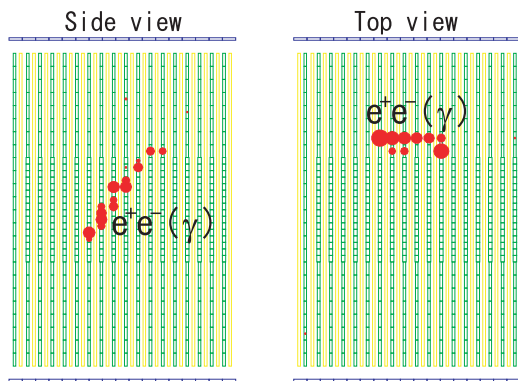 Side view
Top view
e⁺e⁻(γ)
e⁺e⁻(γ)